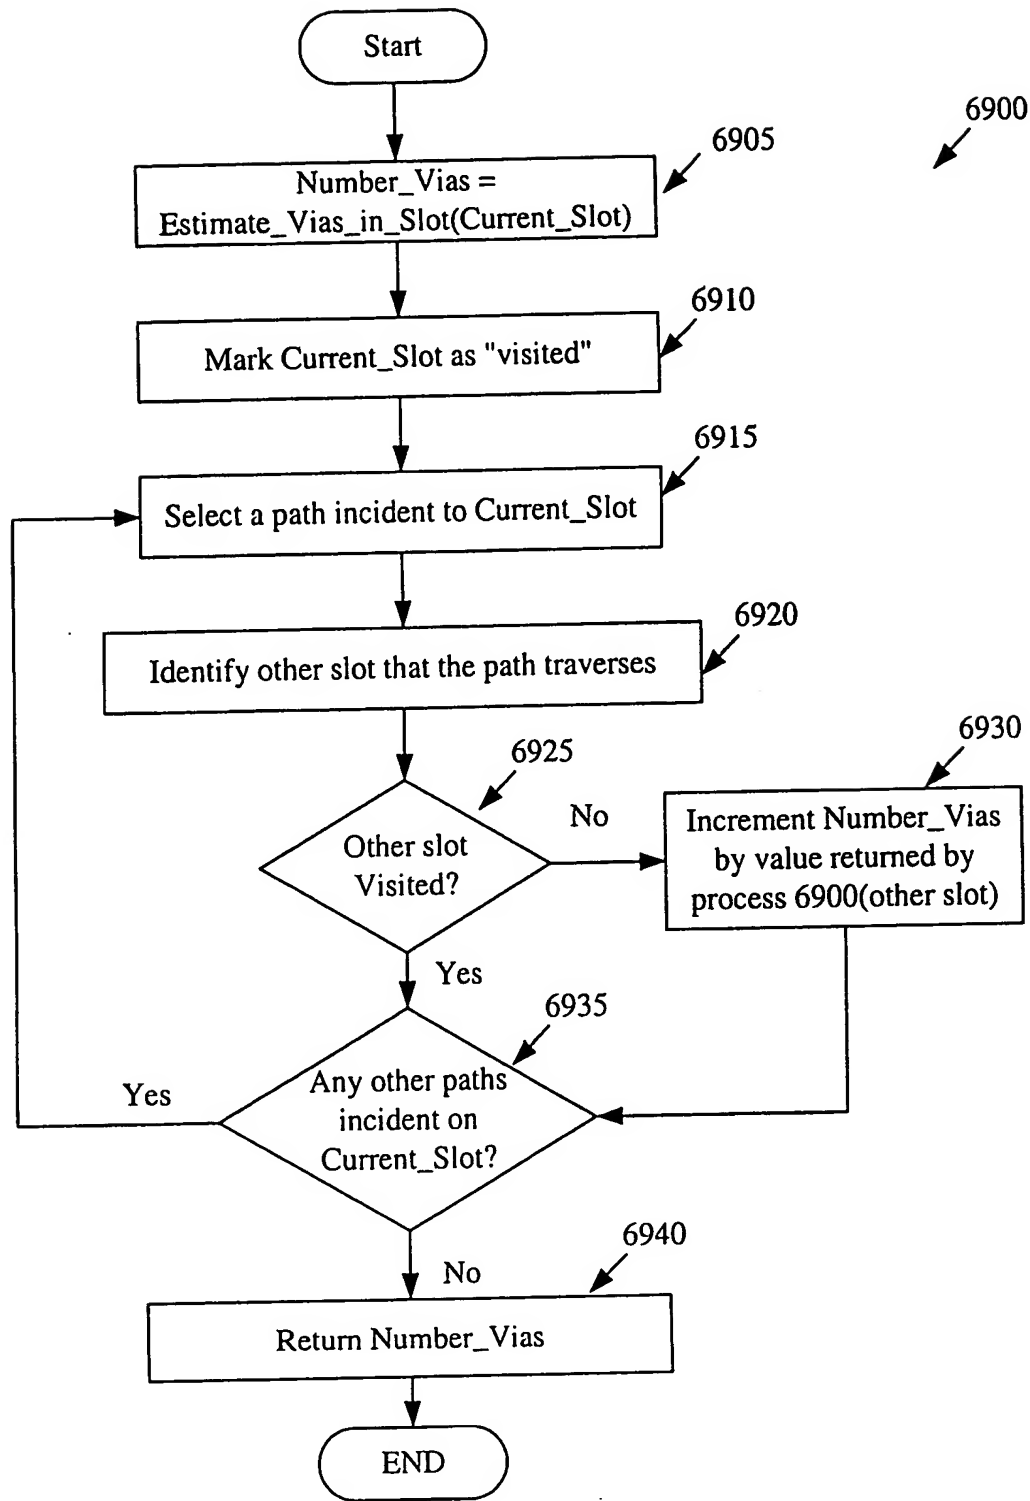 Start
6900
6905
Number_Vias =
Estimate_Vias_in_Slot(Current_Slot)
6910
Mark Current_Slot as "visited"
6915
Select a path incident to Current_Slot
6920
Identify other slot that the path traverses
6925
Other slot
Visited?
No
6930
Increment Number_Vias
by value returned by
process 6900(other slot)
Yes
6935
Any other paths
incident on
Current_Slot?
Yes
No
6940
Return Number_Vias
END